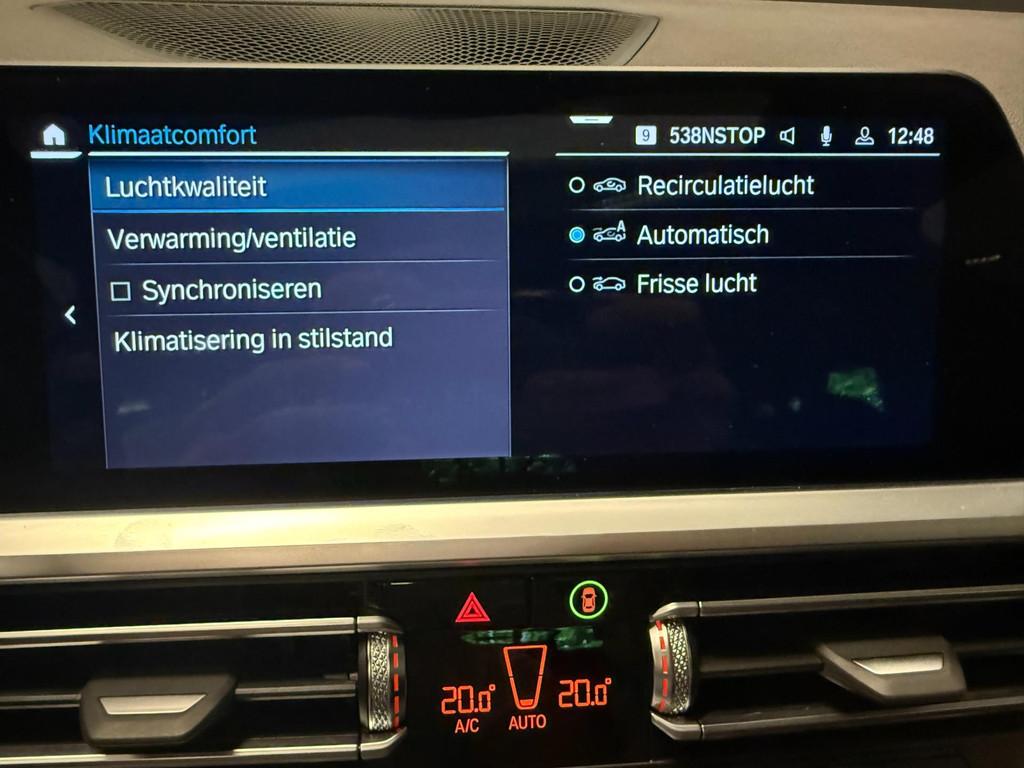 Klimaatcomfort
9 538NSTOP 12:48
Luchtkwaliteit
Verwarming/ventilatie
Synchroniseren
Klimatisering in stilstand
Recirculatielucht
A Automatisch
Frisse lucht
20.0° 20.0°
A/C AUTO